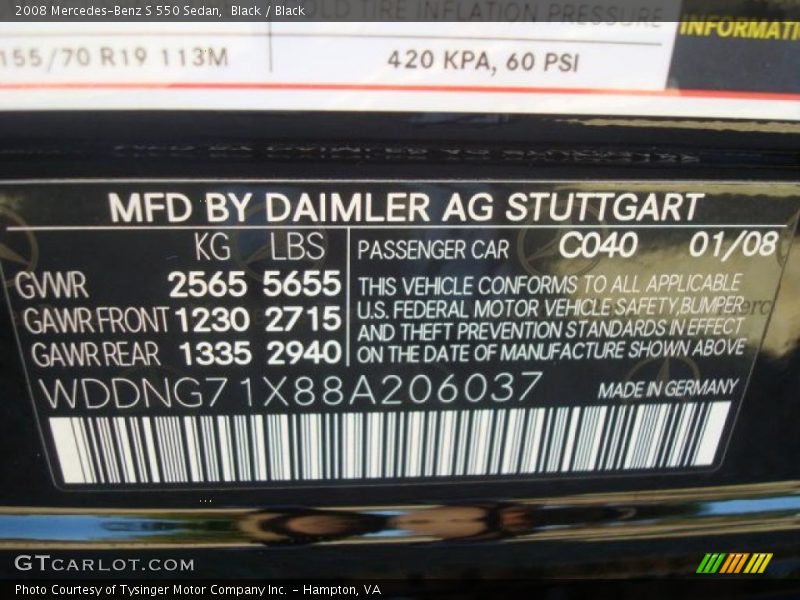 2008 Mercedes-Benz S 550 Sedan, Black / Black
OLD TIRE INFLATION PRESSURE
INFORMATI
155/70 R19 113M
420 KPA, 60 PSI
MFD BY DAIMLER AG STUTTGART
KG LBS
PASSENGER CAR C040 01/08
GVWR 2565 5655
GAWR FRONT 1230 2715
GAWR REAR 1335 2940
THIS VEHICLE CONFORMS TO ALL APPLICABLE
U.S. FEDERAL MOTOR VEHICLE SAFETY,BUMPER
AND THEFT PREVENTION STANDARDS IN EFFECT
ON THE DATE OF MANUFACTURE SHOWN ABOVE
WDDNG71X88A206037
MADE IN GERMANY
GTCARLOT.COM
Photo Courtesy of Tysinger Motor Company Inc. - Hampton, VA